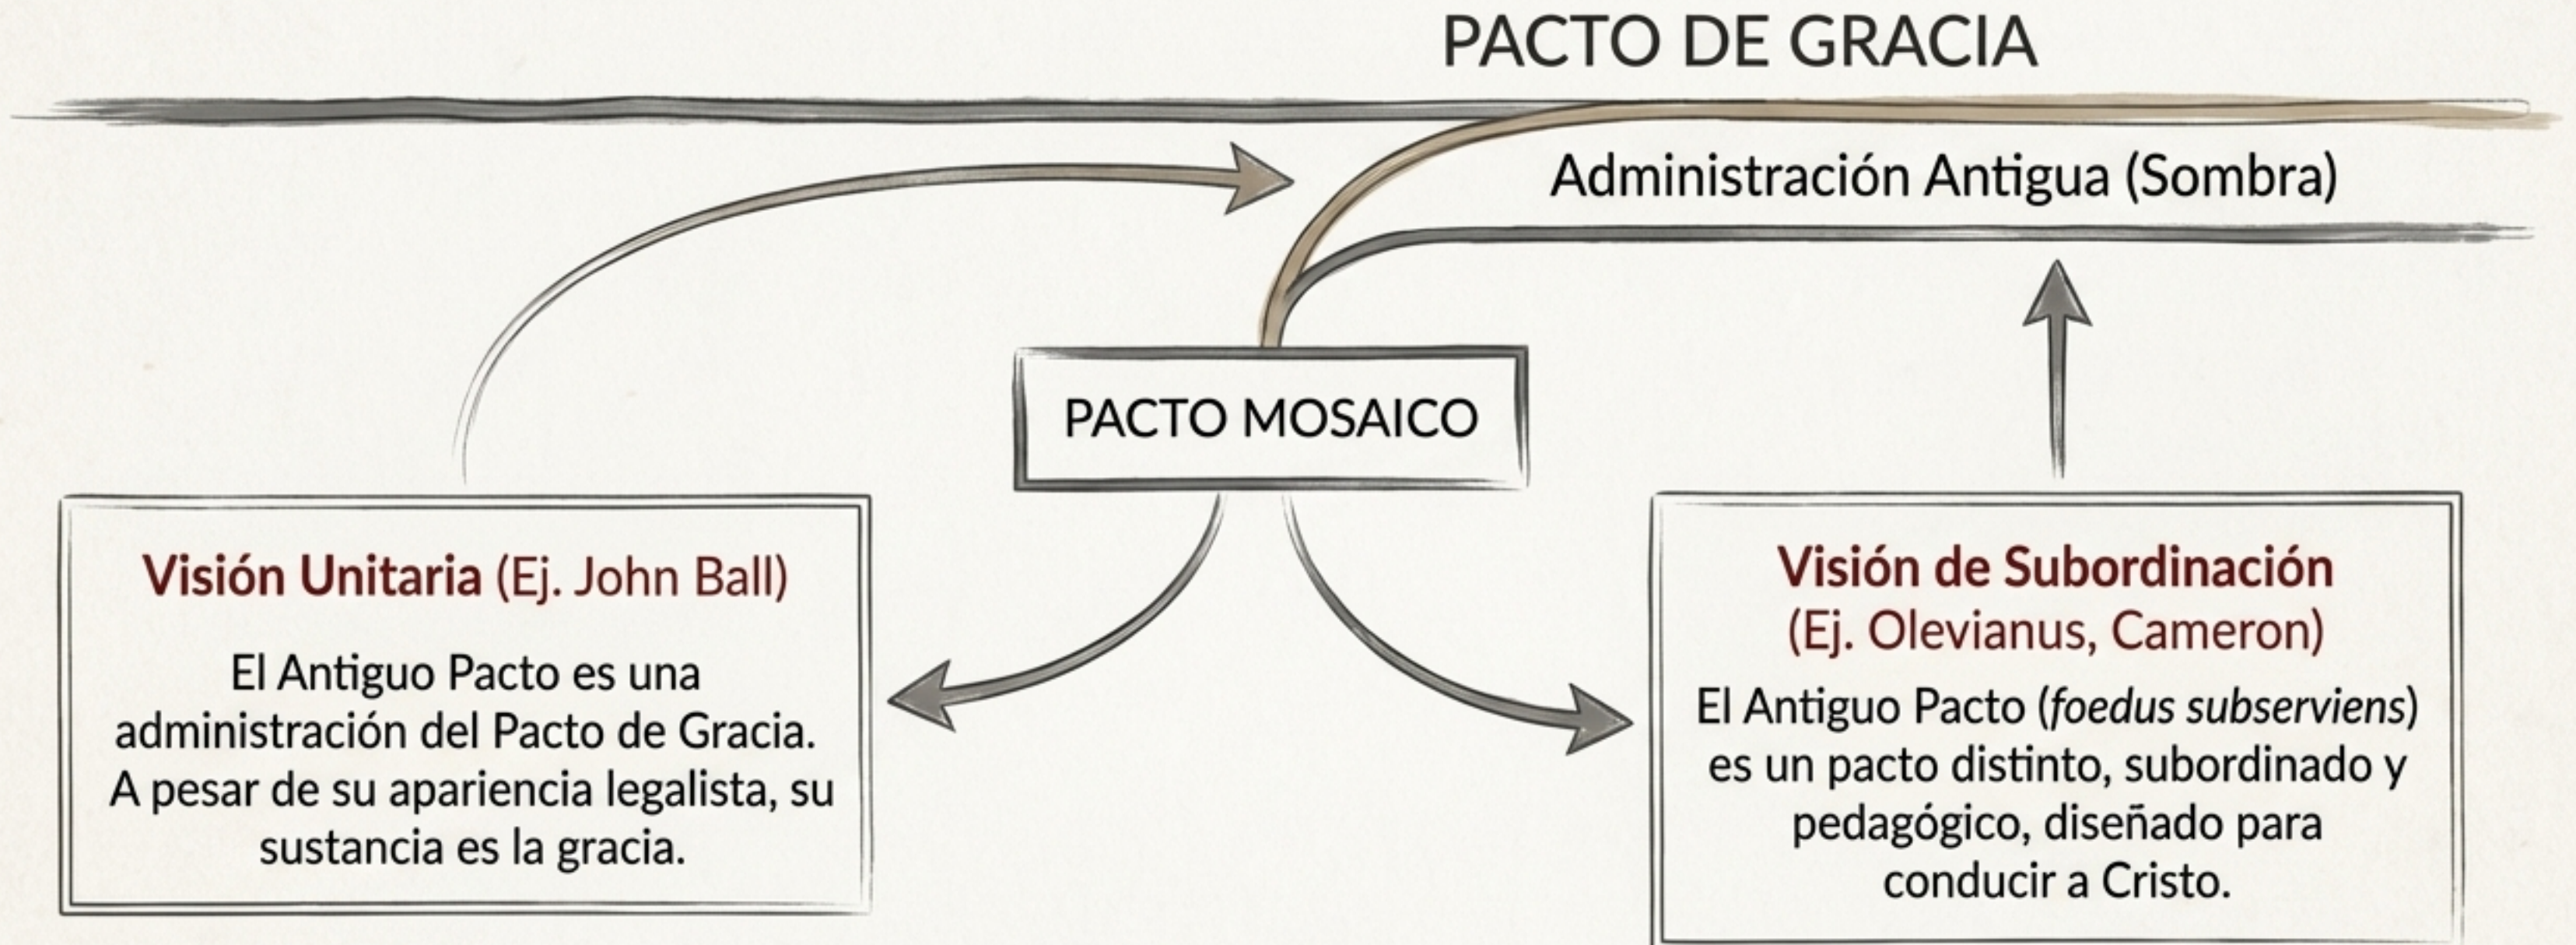 PACTO DE GRACIA
Administración Antigua (Sombra)
PACTO MOSAICO
Visión Unitaria (Ej. John Ball)
El Antiguo Pacto es una
administración del Pacto de Gracia.
A pesar de su apariencia legalista, su
sustancia es la gracia.
Visión de Subordinación
(Ej. Olevianus, Cameron)
El Antiguo Pacto (foedus subserviens)
es un pacto distinto, subordinado y
pedagógico, diseñado para
conducir a Cristo.